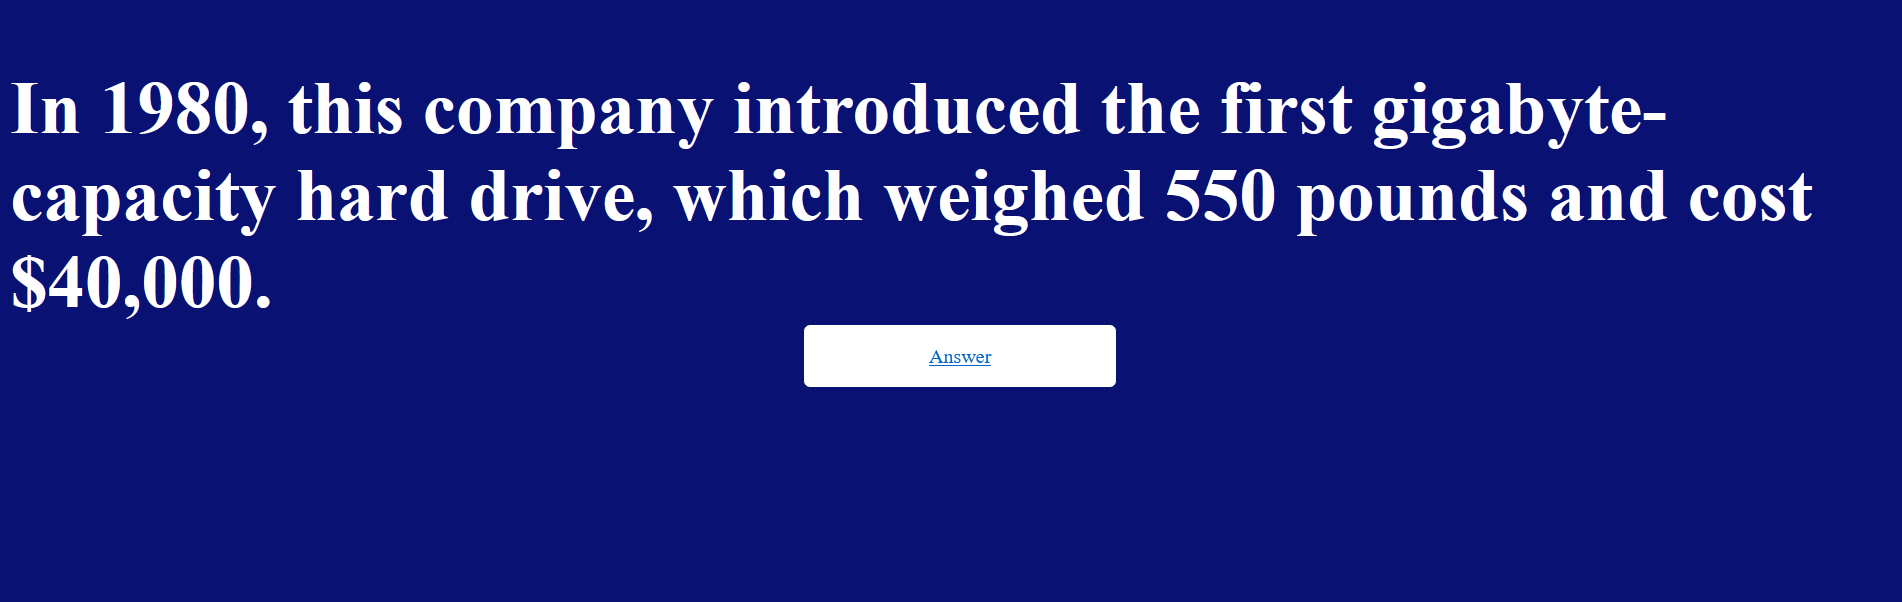 In 1980, this company introduced the first gigabyte-
capacity hard drive, which weighed 550 pounds and cost
$40,000.
Answer